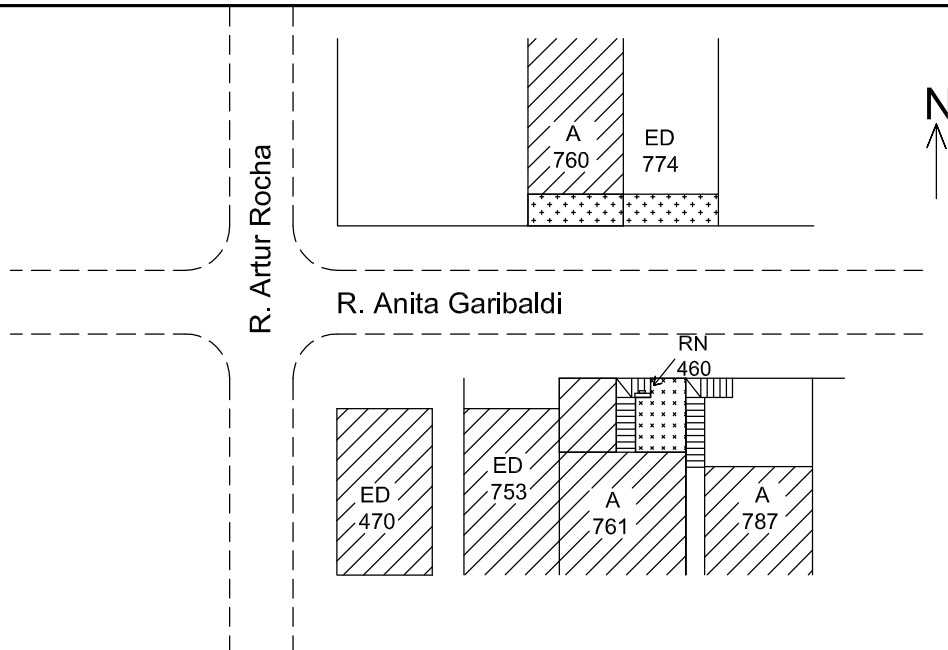 A
760
ED
774
N
R. Artur Rocha
R. Anita Garibaldi
RN
460
ED
470
ED
753
A
761
A
787